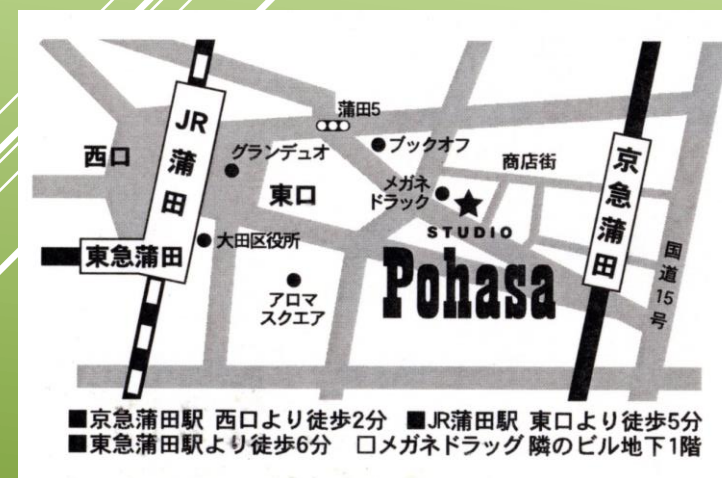 蒲田5
JR蒲田
グランデュオ
ブックオフ
西口
東口
商店街
メガネ
ドラック
京急蒲田
STUDIO
Pohasa
大田区役所
東急蒲田
国道15号
アロマ
スクエア
■京急蒲田駅 西口より徒歩2分 ■JR蒲田駅 東口より徒歩5分
■東急蒲田駅より徒歩6分 □メガネドラッグ隣のビル地下1階